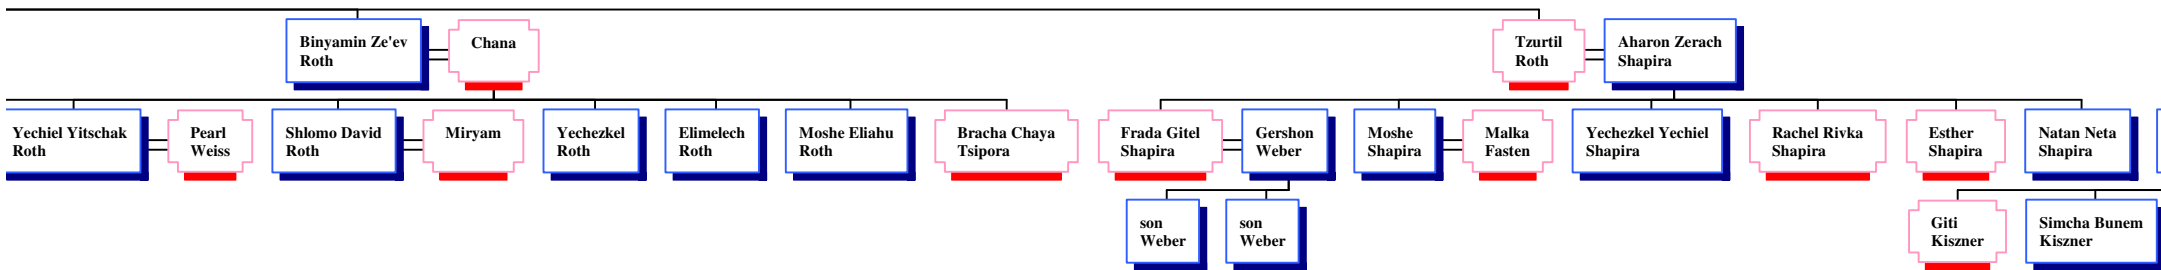 Binyamin Ze'ev
Roth
Chana
Tzurtil
Roth
Aharon Zerach
Shapira
Yechiel Yitschak
Roth
Pearl
Weiss
Shlomo David
Roth
Miryam
Yechezkel
Roth
Elimelech
Roth
Moshe Eliahu
Roth
Bracha Chaya
Tsipora
Frada Gitel
Shapira
Gershon
Weber
Moshe
Shapira
Malka
Fasten
Yechezkel Yechiel
Shapira
Rachel Rivka
Shapira
Esther
Shapira
Natan Neta
Shapira
son
Weber
son
Weber
Giti
Kiszner
Simcha Bunem
Kiszner